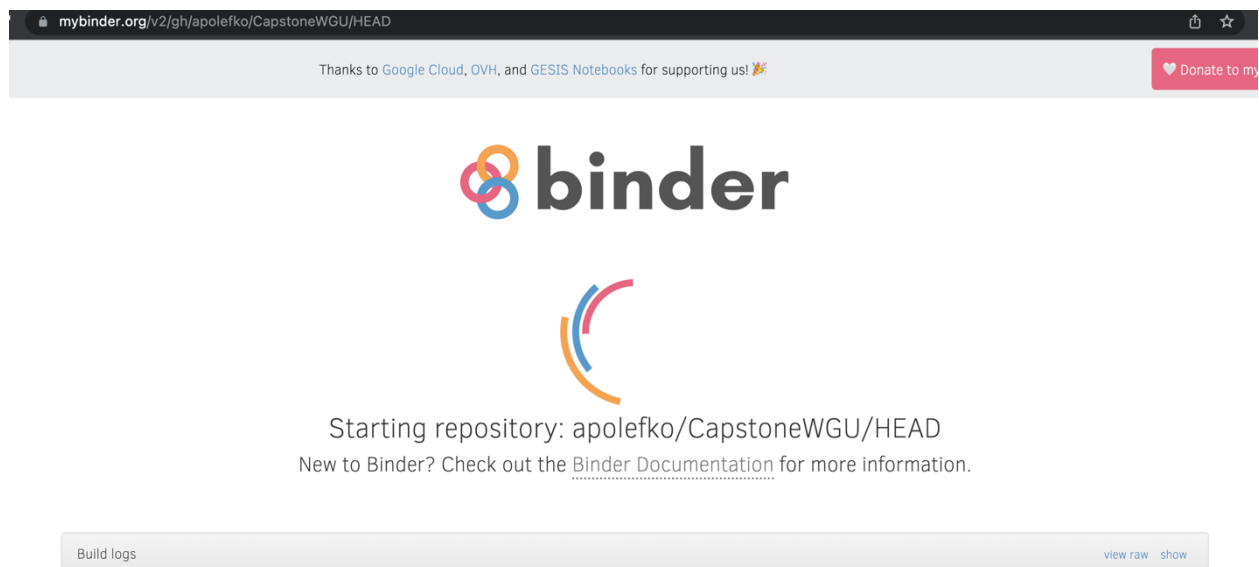 mybinder.org/v2/gh/apolefko/CapstoneWGU/HEAD
Thanks to Google Cloud, OVH, and GESIS Notebooks for supporting us! 🎉
🤍 Donate to my
binder
Starting repository: apolefko/CapstoneWGU/HEAD
New to Binder? Check out the Binder Documentation for more information.
Build logs view raw show